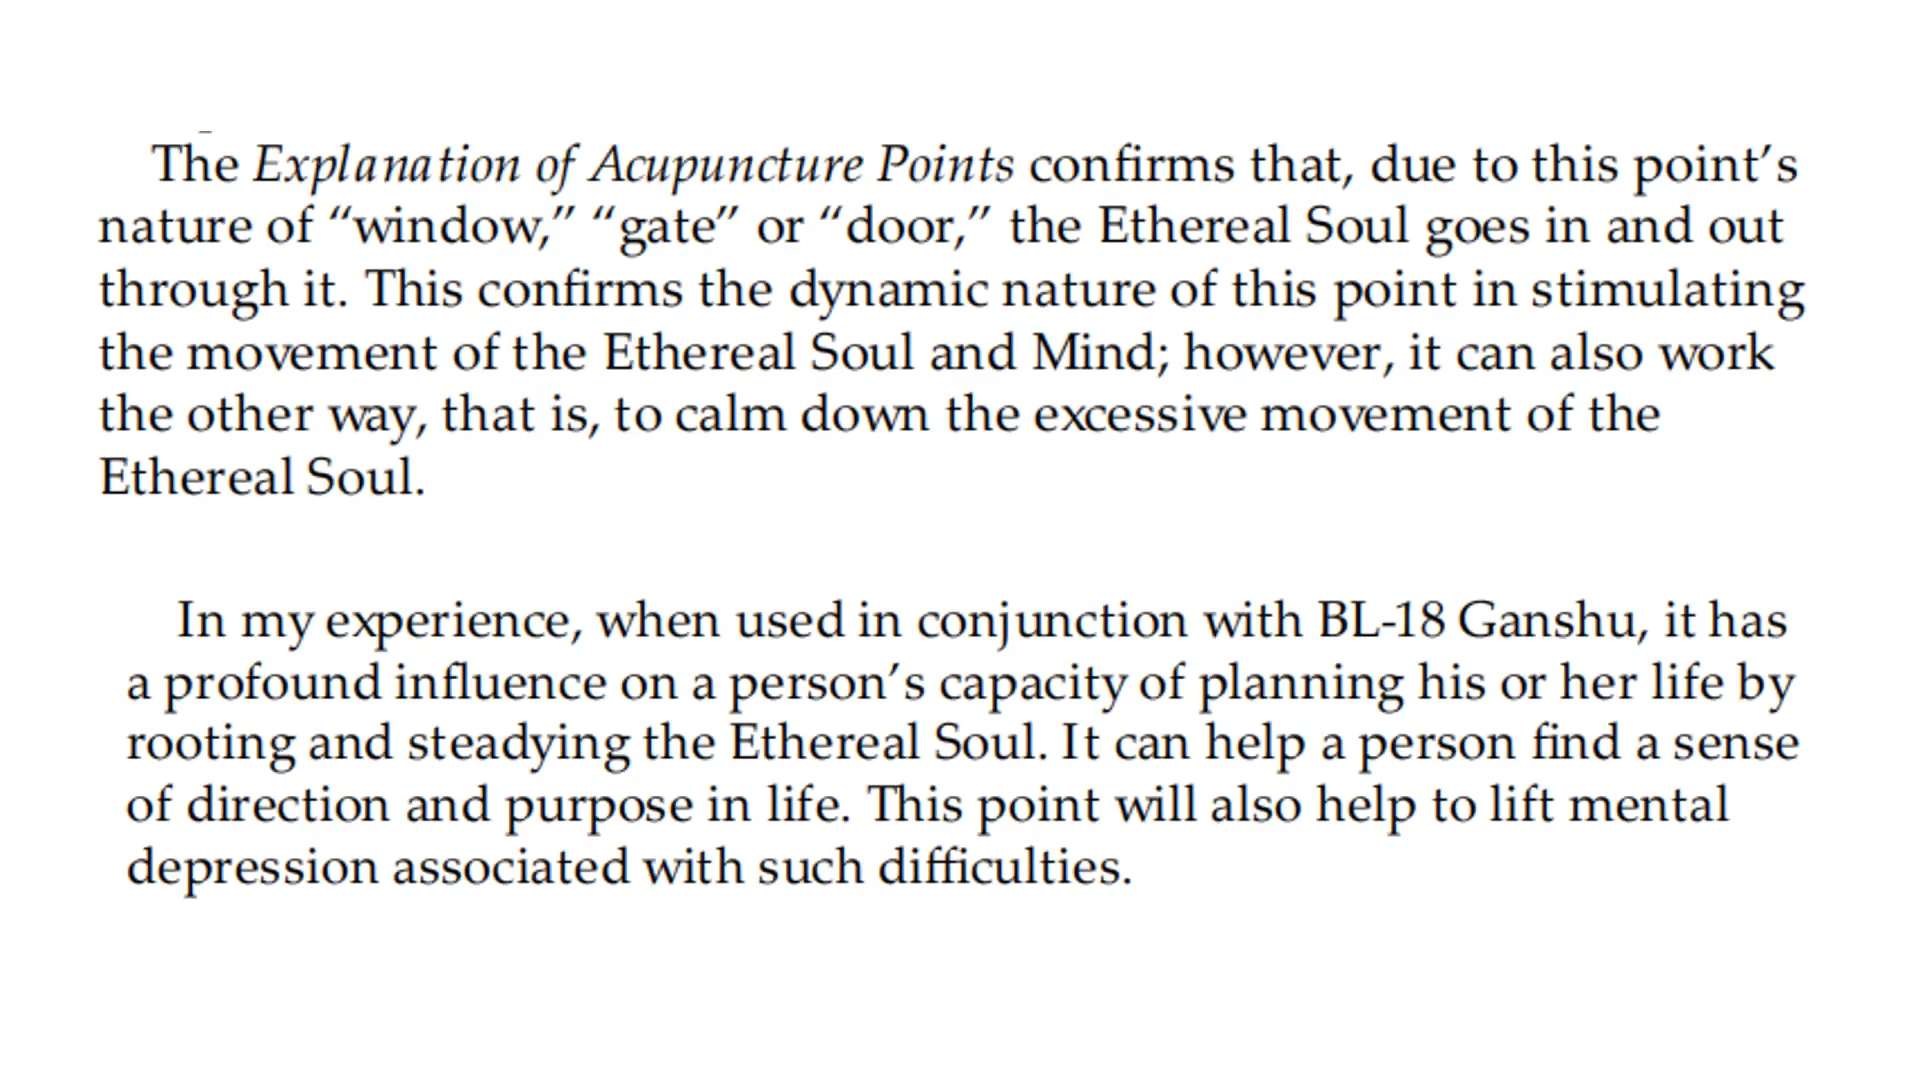 The Explanation of Acupuncture Points confirms that, due to this point's
nature of “window,” “gate” or “door,” the Ethereal Soul goes in and out
through it. This confirms the dynamic nature of this point in stimulating
the movement of the Ethereal Soul and Mind; however, it can also work
the other way, that is, to calm down the excessive movement of the
Ethereal Soul.
In my experience, when used in conjunction with BL-18 Ganshu, it has
a profound influence on a person's capacity of planning his or her life by
rooting and steadying the Ethereal Soul. It can help a person find a sense
of direction and purpose in life. This point will also help to lift mental
depression associated with such difficulties.